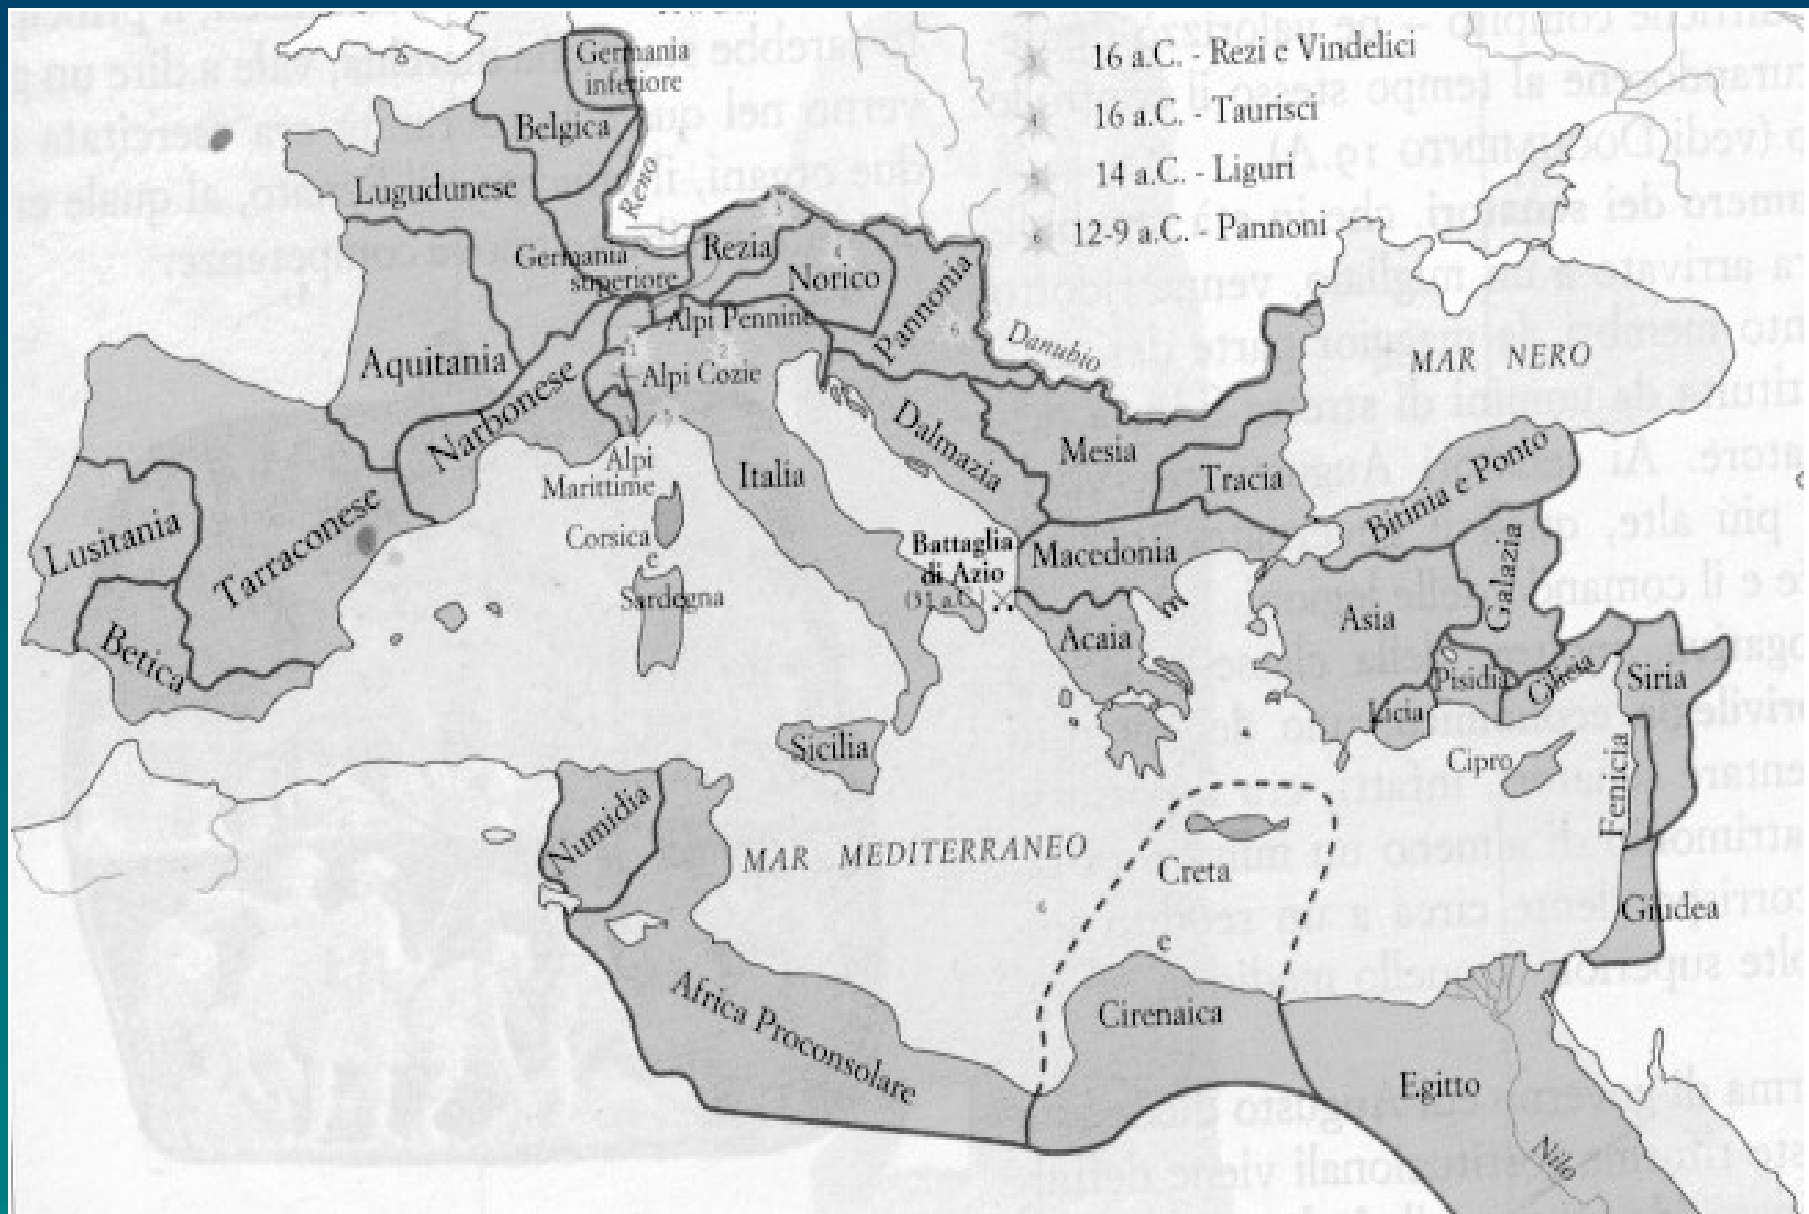 Germania
inferiore
Belgica
Lugudunese
Reno
Germania
superiore
Rezia
Norico
Pannonia
Alpi Pennine
Alpi Cozie
Aquitania
Narbonese
Alpi
Marittime
Corsica
e
Sardegna
Italia
Lusitania
Tarraconese
Betica
16 a.C. - Rezi e Vindelici
4 16 a.C. - Taurisci
14 a.C. - Liguri
6 12-9 a.C. - Pannoni
Danubio
MAR NERO
Dalmazia
Mesia
Tracia
Bitinia e Ponto
Battaglia
di Azio
(31 a.C.)
Macedonia
Acaia
Asia
Galazia
Pisidia
Cilicia
Licia
Siria
Cipro
Fenicia
Giudea
Sicilia
Numidia
MAR MEDITERRANEO
Creta
e
Cirenaica
Africa Proconsolare
Egitto
Nilo